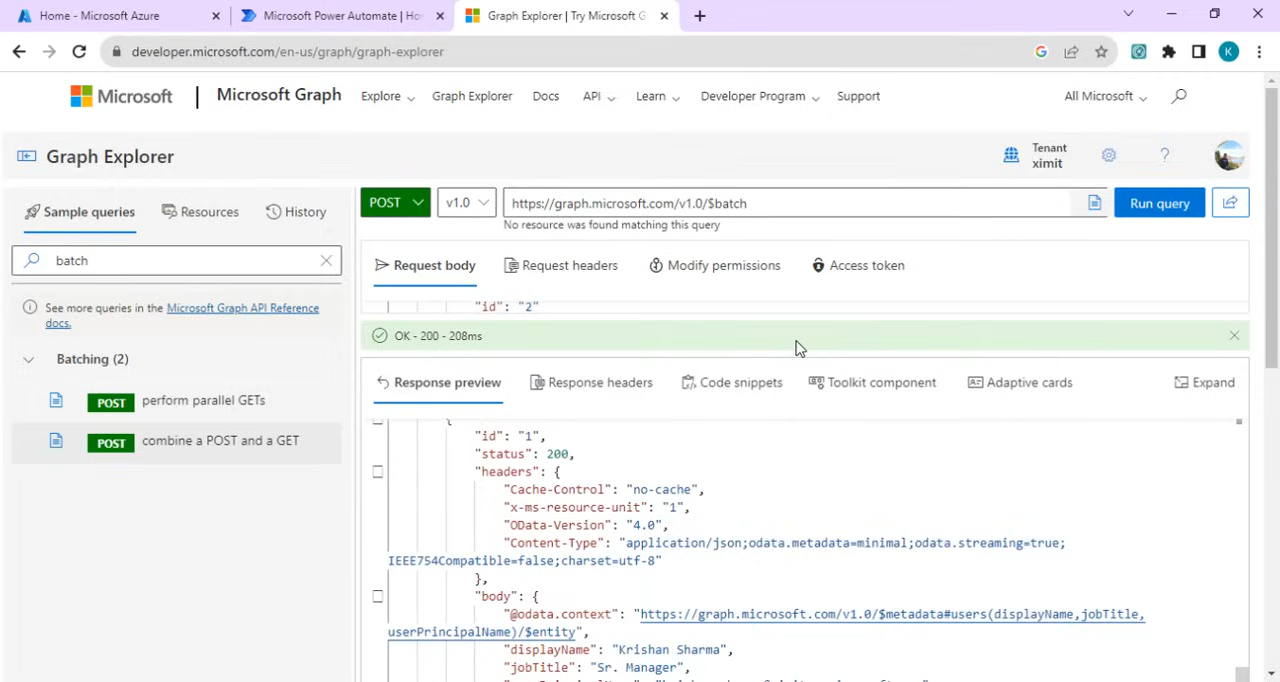 Home - Microsoft Azure
Microsoft Power Automate | Ho
Graph Explorer | Try Microsoft G
developer.microsoft.com/en-us/graph/graph-explorer
K
Microsoft
Microsoft Graph
Explore
Graph Explorer
Docs
API
Learn
Developer Program
Support
All Microsoft
Graph Explorer
Tenant
ximit
Sample queries
Resources
History
batch
See more queries in the Microsoft Graph API Reference
docs.
Batching (2)
POST perform parallel GETs
POST combine a POST and a GET
POST
v1.0
https://graph.microsoft.com/v1.0/$batch
Run query
No resource was found matching this query
Request body
Request headers
Modify permissions
Access token
"id": "2"
OK - 200 - 208ms
Response preview
Response headers
Code snippets
Toolkit component
Adaptive cards
Expand
{
"id": "1",
"status": 200,
"headers": {
"Cache-Control": "no-cache",
"x-ms-resource-unit": "1",
"OData-Version": "4.0",
"Content-Type": "application/json;odata.metadata=minimal;odata.streaming=true;
IEEE754Compatible=false;charset=utf-8"
},
"body": {
"@odata.context": "https://graph.microsoft.com/v1.0/$metadata#users(displayName,jobTitle,
userPrincipalName)/$entity",
"displayName": "Krishan Sharma",
"jobTitle": "Sr. Manager",